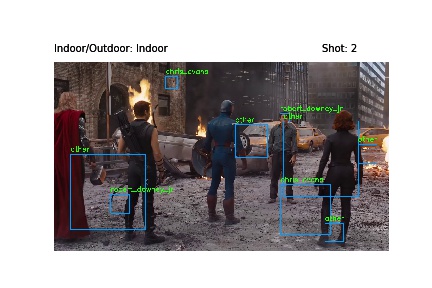 Indoor/Outdoor: Indoor
Shot: 2
chris_evans
robert_downey_jr
other
other
other
other
robert_downey_jr
chris_evans
other